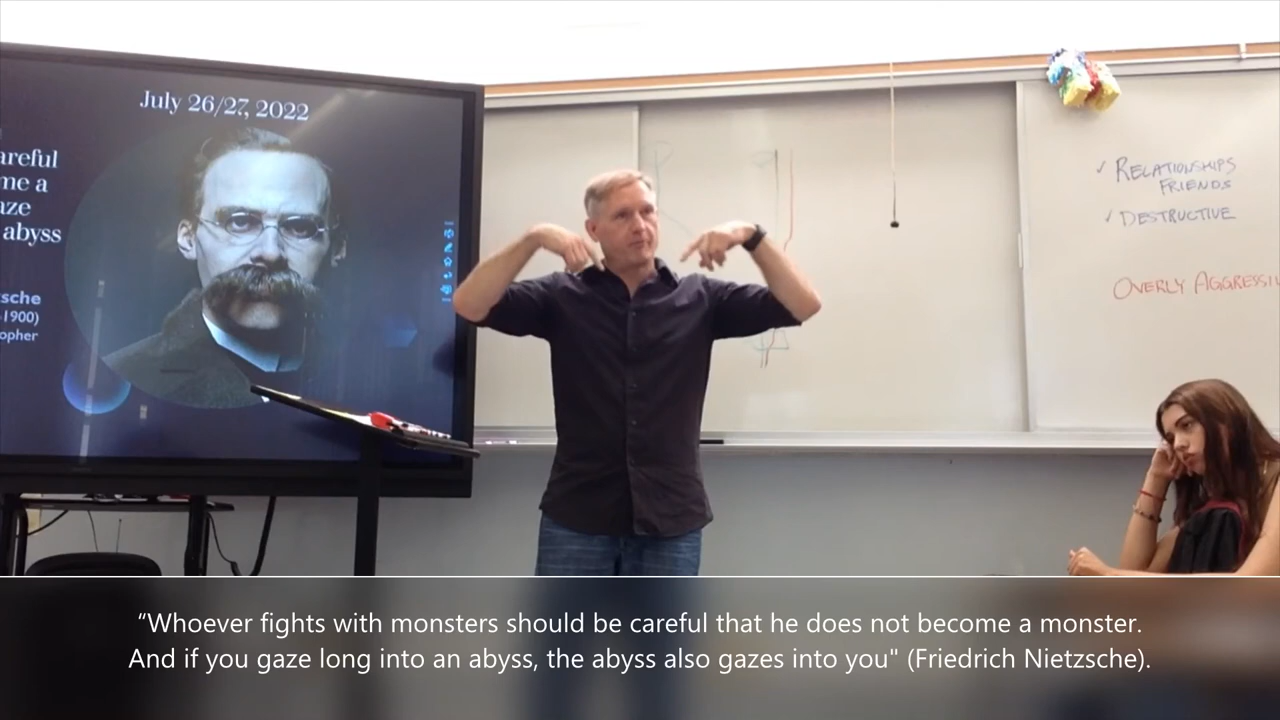 July 26/27, 2022
areful
me a
aze
abyss
tsche
1900)
opher
✓ RELATIONSHIPS
FRIENDS
✓ DESTRUCTIVE
OVERLY AGGRESSI
“Whoever fights with monsters should be careful that he does not become a monster.
And if you gaze long into an abyss, the abyss also gazes into you" (Friedrich Nietzsche).